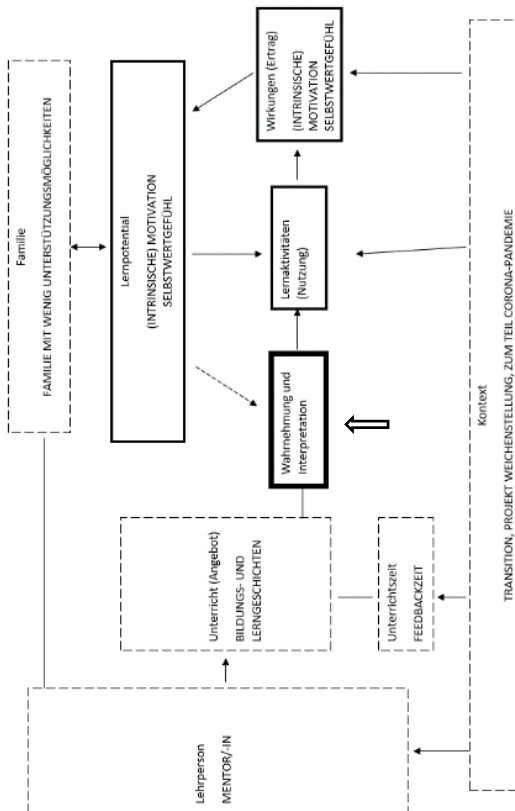 Familie
FAMILIE MIT WENIG UNTERSTÜTZUNGSMÖGLICHKEITEN
Lernpotential
(INTRINSISCHE) MOTIVATION
SELBSTWERTGEFÜHL
Lehrperson
MENTOR/-IN
Unterricht (Angebot)
BILDUNGS- UND
LERNGESCHICHTEN
Wahrnehmung und
Interpretation
Lernaktivitäten
(Nutzung)
Wirkungen (Ertrag)
(INTRINSISCHE)
MOTIVATION
SELBSTWERTGEFÜHL
Unterrichtszeit
FEEDBACKZEIT
Kontext
TRANSITION, PROJEKT WEICHENSTELLUNG, ZUM TEIL CORONA-PANDEMIE